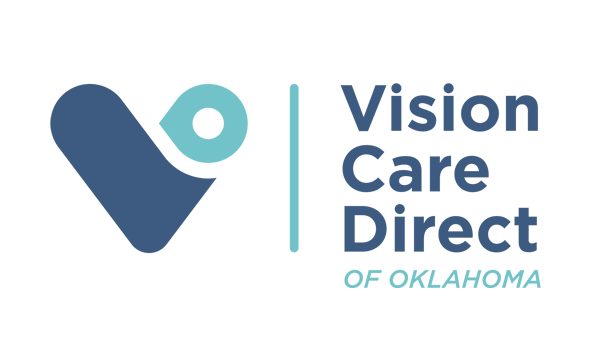 Vision
Care
Direct
OF OKLAHOMA